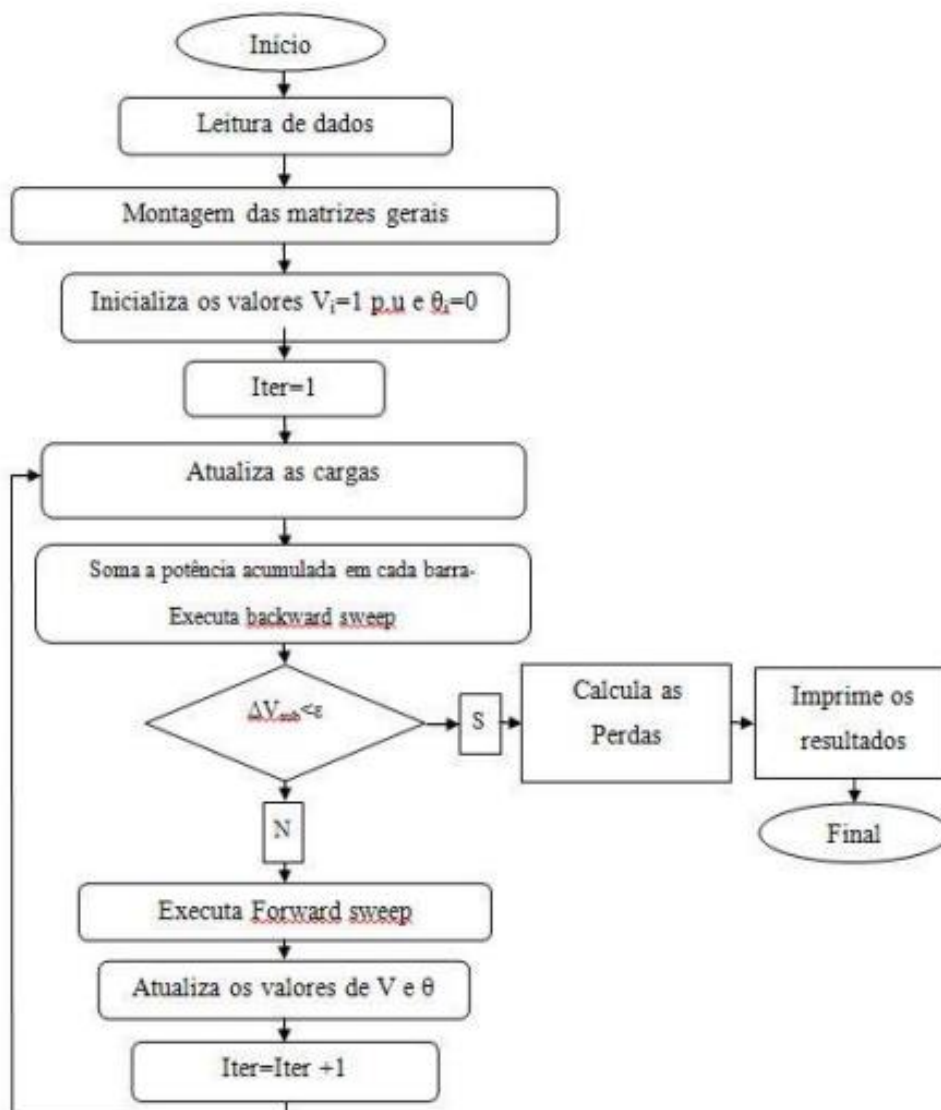 Início
Leitura de dados
Montagem das matrizes gerais
Inicializa os valores Vᵢ=1 p.u e θᵢ=0
Iter=1
Atualiza as cargas
Soma a potência acumulada em cada barra-
Executa backward sweep
ΔVₛᵤb<ε
S
Calcula as
Perdas
Imprime os
resultados
Final
N
Executa Forward sweep
Atualiza os valores de V e θ
Iter=Iter +1